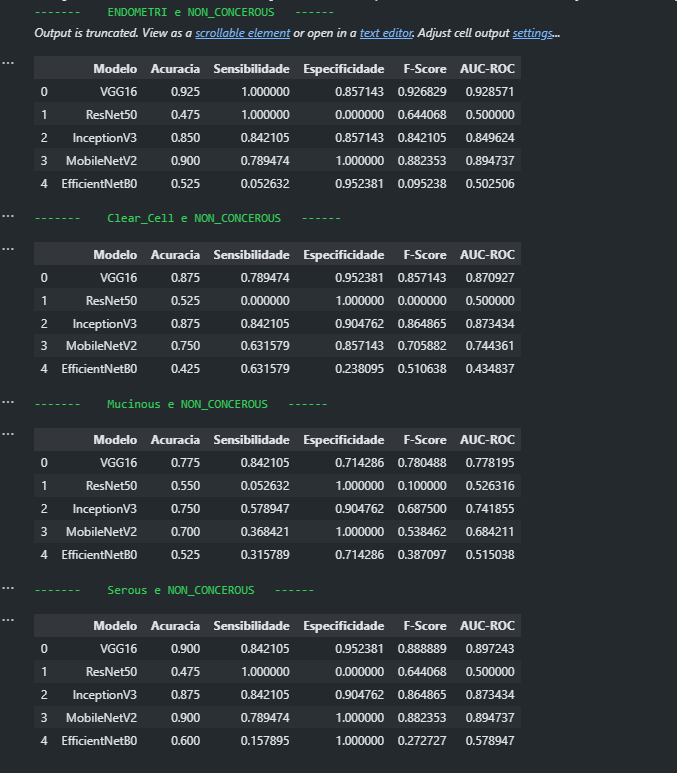 ------- ENDOMETRI e NON_CONCEROUS ------
Output is truncated. View as a scrollable element or open in a text editor. Adjust cell output settings...
...
Modelo Acuracia Sensibilidade Especificidade F-Score AUC-ROC
0 VGG16 0.925 1.000000 0.857143 0.926829 0.928571
1 ResNet50 0.475 1.000000 0.000000 0.644068 0.500000
2 InceptionV3 0.850 0.842105 0.857143 0.842105 0.849624
3 MobileNetV2 0.900 0.789474 1.000000 0.882353 0.894737
4 EfficientNetB0 0.525 0.052632 0.952381 0.095238 0.502506
... ------- Clear_Cell e NON_CONCEROUS ------
...
Modelo Acuracia Sensibilidade Especificidade F-Score AUC-ROC
0 VGG16 0.875 0.789474 0.952381 0.857143 0.870927
1 ResNet50 0.525 0.000000 1.000000 0.000000 0.500000
2 InceptionV3 0.875 0.842105 0.904762 0.864865 0.873434
3 MobileNetV2 0.750 0.631579 0.857143 0.705882 0.744361
4 EfficientNetB0 0.425 0.631579 0.238095 0.510638 0.434837
... ------- Mucinous e NON_CONCEROUS ------
...
Modelo Acuracia Sensibilidade Especificidade F-Score AUC-ROC
0 VGG16 0.775 0.842105 0.714286 0.780488 0.778195
1 ResNet50 0.550 0.052632 1.000000 0.100000 0.526316
2 InceptionV3 0.750 0.578947 0.904762 0.687500 0.741855
3 MobileNetV2 0.700 0.368421 1.000000 0.538462 0.684211
4 EfficientNetB0 0.525 0.315789 0.714286 0.387097 0.515038
... ------- Serous e NON_CONCEROUS ------
...
Modelo Acuracia Sensibilidade Especificidade F-Score AUC-ROC
0 VGG16 0.900 0.842105 0.952381 0.888889 0.897243
1 ResNet50 0.475 1.000000 0.000000 0.644068 0.500000
2 InceptionV3 0.875 0.842105 0.904762 0.864865 0.873434
3 MobileNetV2 0.900 0.789474 1.000000 0.882353 0.894737
4 EfficientNetB0 0.600 0.157895 1.000000 0.272727 0.578947